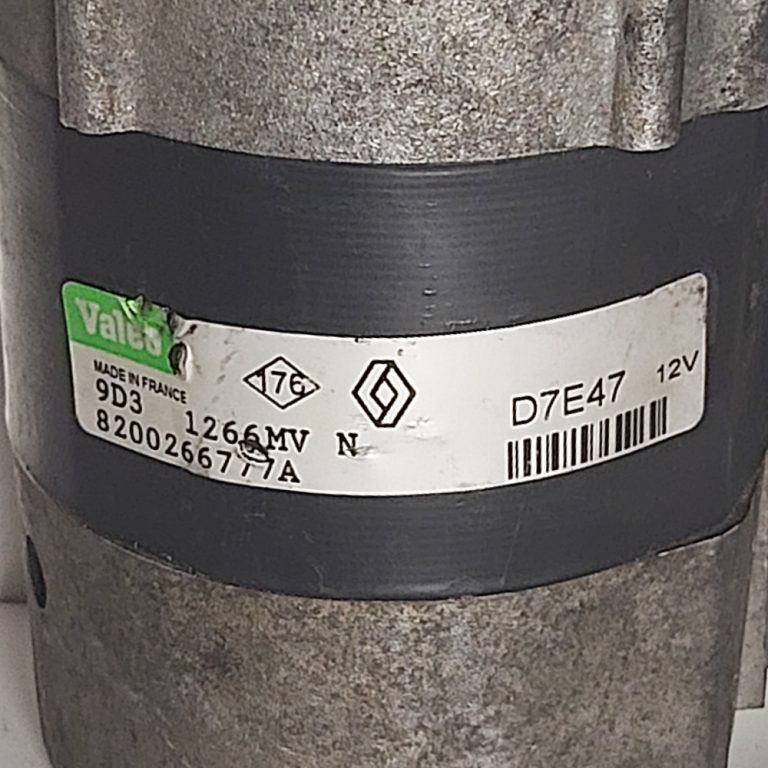 Valeo
MADE IN FRANCE
176
9D3 1266MV N
8200266777A
D7E47 12V